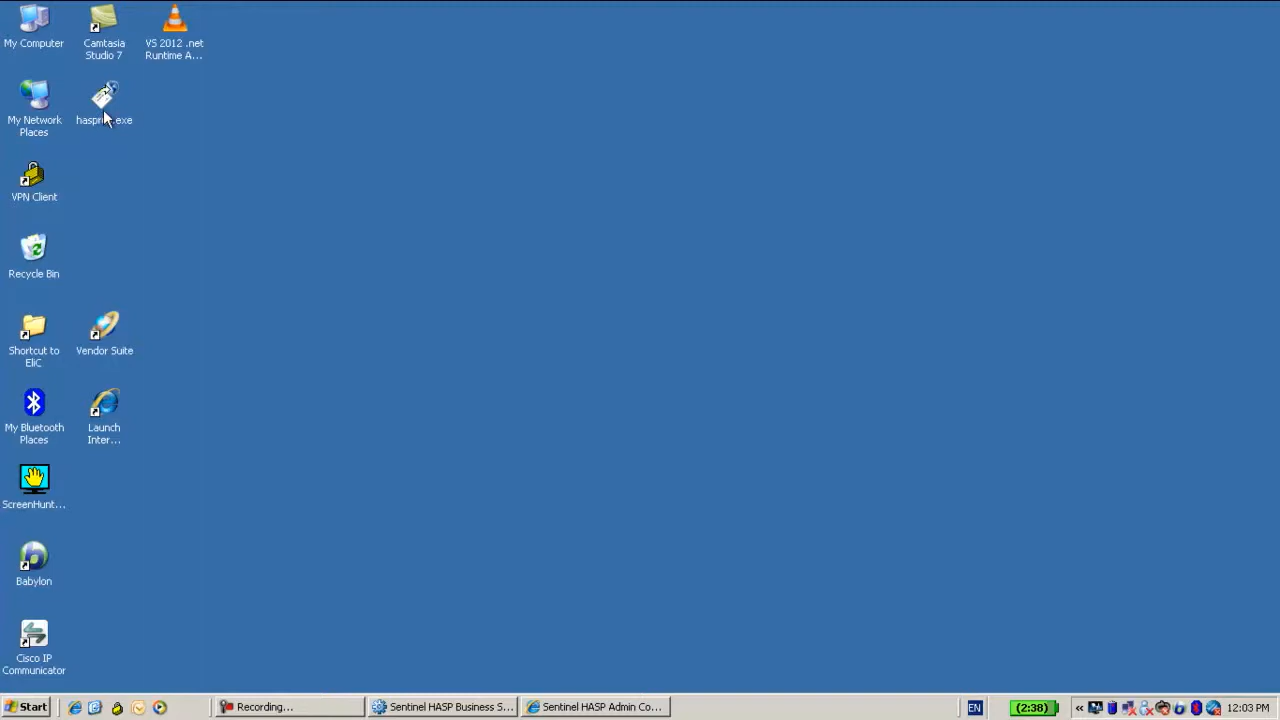 My Computer
Camtasia
Studio 7
VS 2012 .net
Runtime A...
My Network
Places
VPN Client
Recycle Bin
Shortcut to
EliC
Vendor Suite
My Bluetooth
Places
Launch
Inter...
ScreenHunt...
Babylon
Cisco IP
Communicator
Start
Recording...
Sentinel HASP Business S...
Sentinel HASP Admin Co...
EN
(2:38)
«
12:03 PM